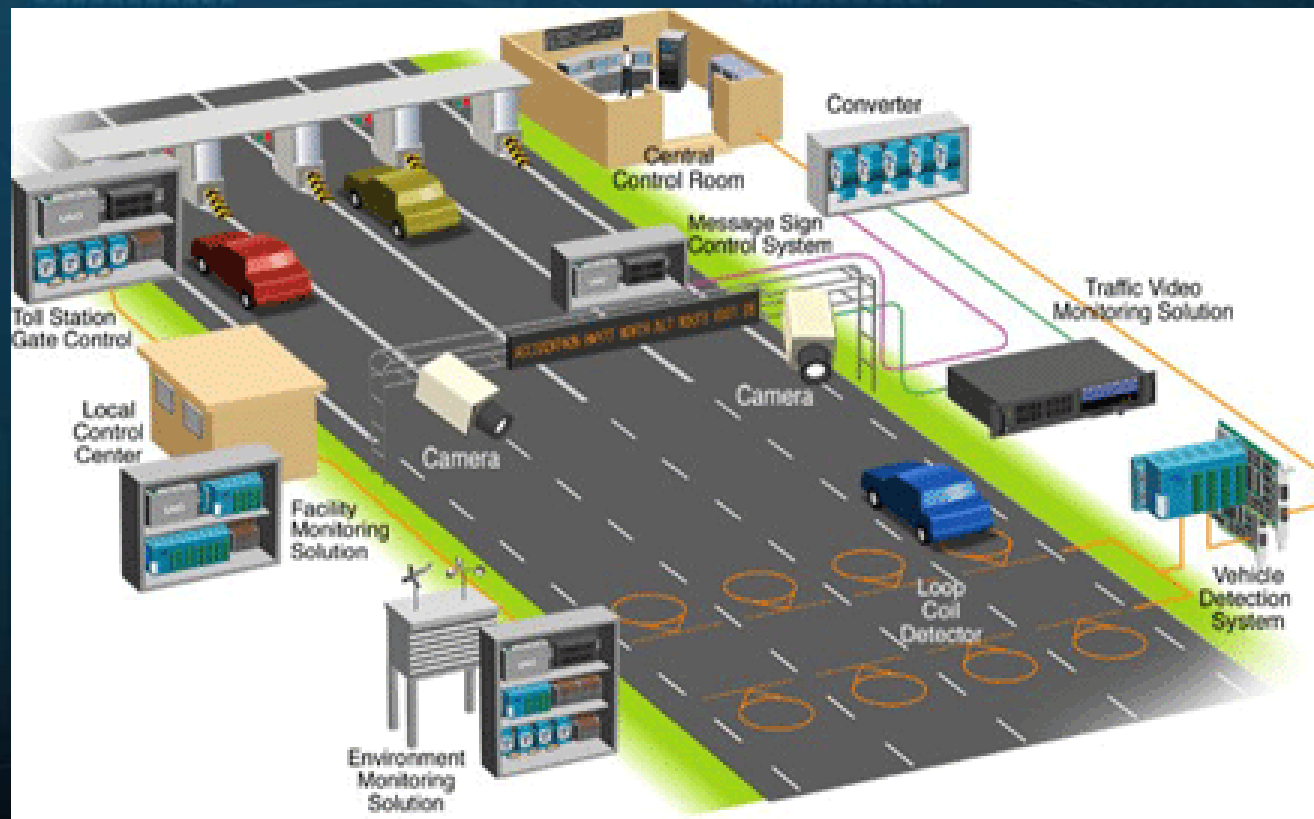 Converter
Central
Control Room
Message Sign
Control System
Traffic Video
Monitoring Solution
Toll Station
Gate Control
Camera
Local
Control
Center
Camera
Facility
Monitoring
Solution
Loop
Coil
Detector
Vehicle
Detection
System
Environment
Monitoring
Solution